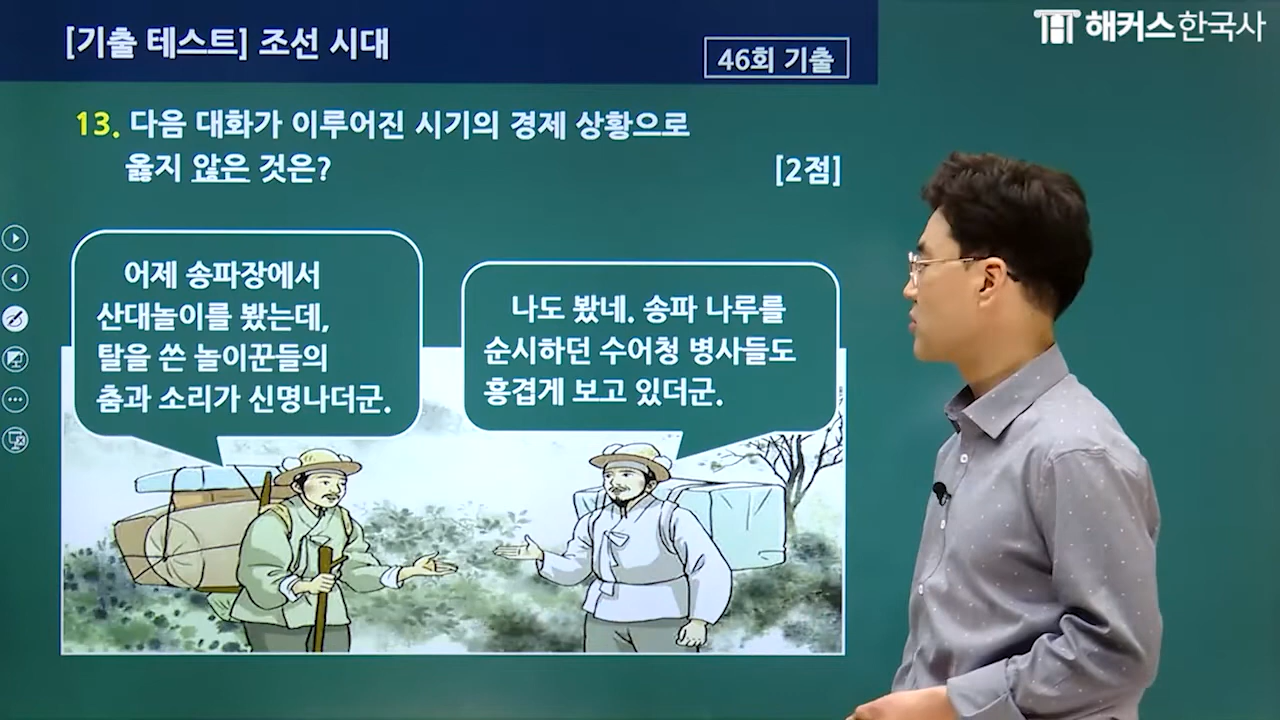 [기출 테스트] 조선 시대
46회 기출
해커스한국사
13. 다음 대화가 이루어진 시기의 경제 상황으로
옳지 않은 것은?
[2점]
어제 송파장에서
산대놀이를 봤는데,
탈을 쓴 놀이꾼들의
춤과 소리가 신명나더군.
나도 봤네. 송파 나루를
순시하던 수어청 병사들도
흥겹게 보고 있더군.